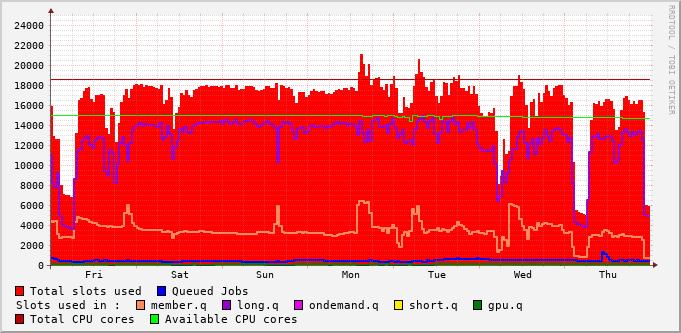 24000
22000
20000
18000
16000
14000
12000
10000
8000
6000
4000
2000
0
Fri Sat Sun Mon Tue Wed Thu
RRDTOOL / TOBI OETIKER
Total slots used Queued Jobs
Slots used in : member.q long.q ondemand.q short.q gpu.q
Total CPU cores Available CPU cores